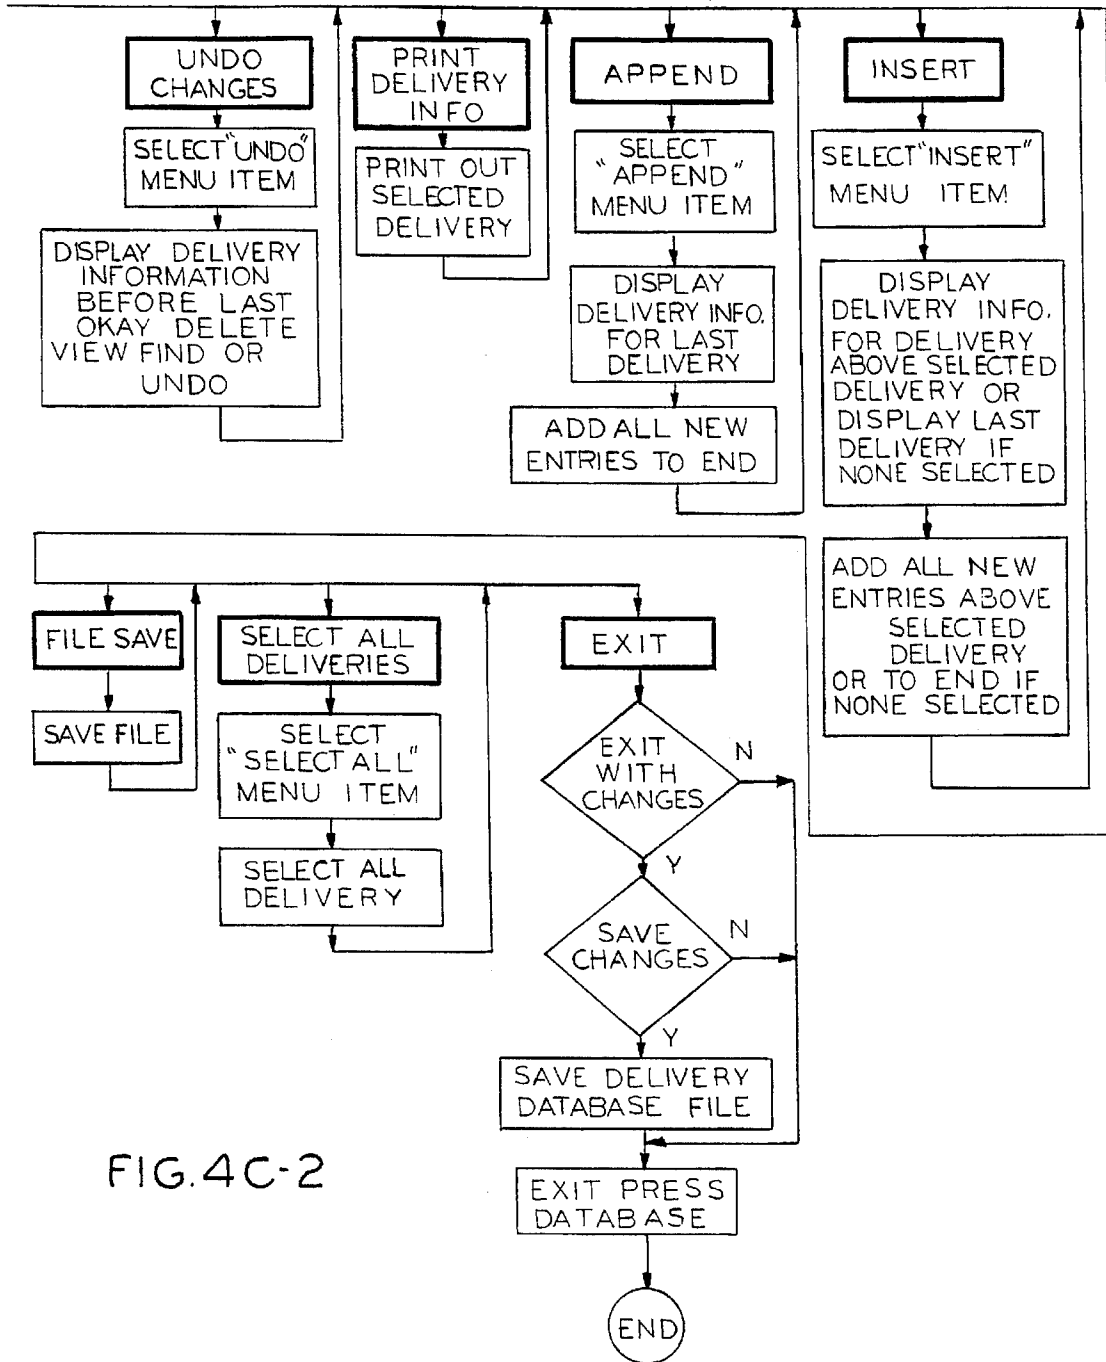 UNDO
CHANGES
SELECT "UNDO"
MENU ITEM
DISPLAY DELIVERY
INFORMATION
BEFORE LAST
OKAY DELETE
VIEW FIND OR
UNDO
PRINT
DELIVERY
INFO
PRINT OUT
SELECTED
DELIVERY
APPEND
SELECT
"APPEND"
MENU ITEM
DISPLAY
DELIVERY INFO.
FOR LAST
DELIVERY
ADD ALL NEW
ENTRIES TO END
INSERT
SELECT "INSERT"
MENU ITEM
DISPLAY
DELIVERY INFO.
FOR DELIVERY
ABOVE SELECTED
DELIVERY OR
DISPLAY LAST
DELIVERY IF
NONE SELECTED
ADD ALL NEW
ENTRIES ABOVE
SELECTED
DELIVERY
OR TO END IF
NONE SELECTED
FILE SAVE
SAVE FILE
SELECT ALL
DELIVERIES
SELECT
"SELECT ALL"
MENU ITEM
SELECT ALL
DELIVERY
EXIT
EXIT
WITH
CHANGES
N
Y
SAVE
CHANGES
N
Y
SAVE DELIVERY
DATABASE FILE
EXIT PRESS
DATABASE
END
FIG. 4C-2